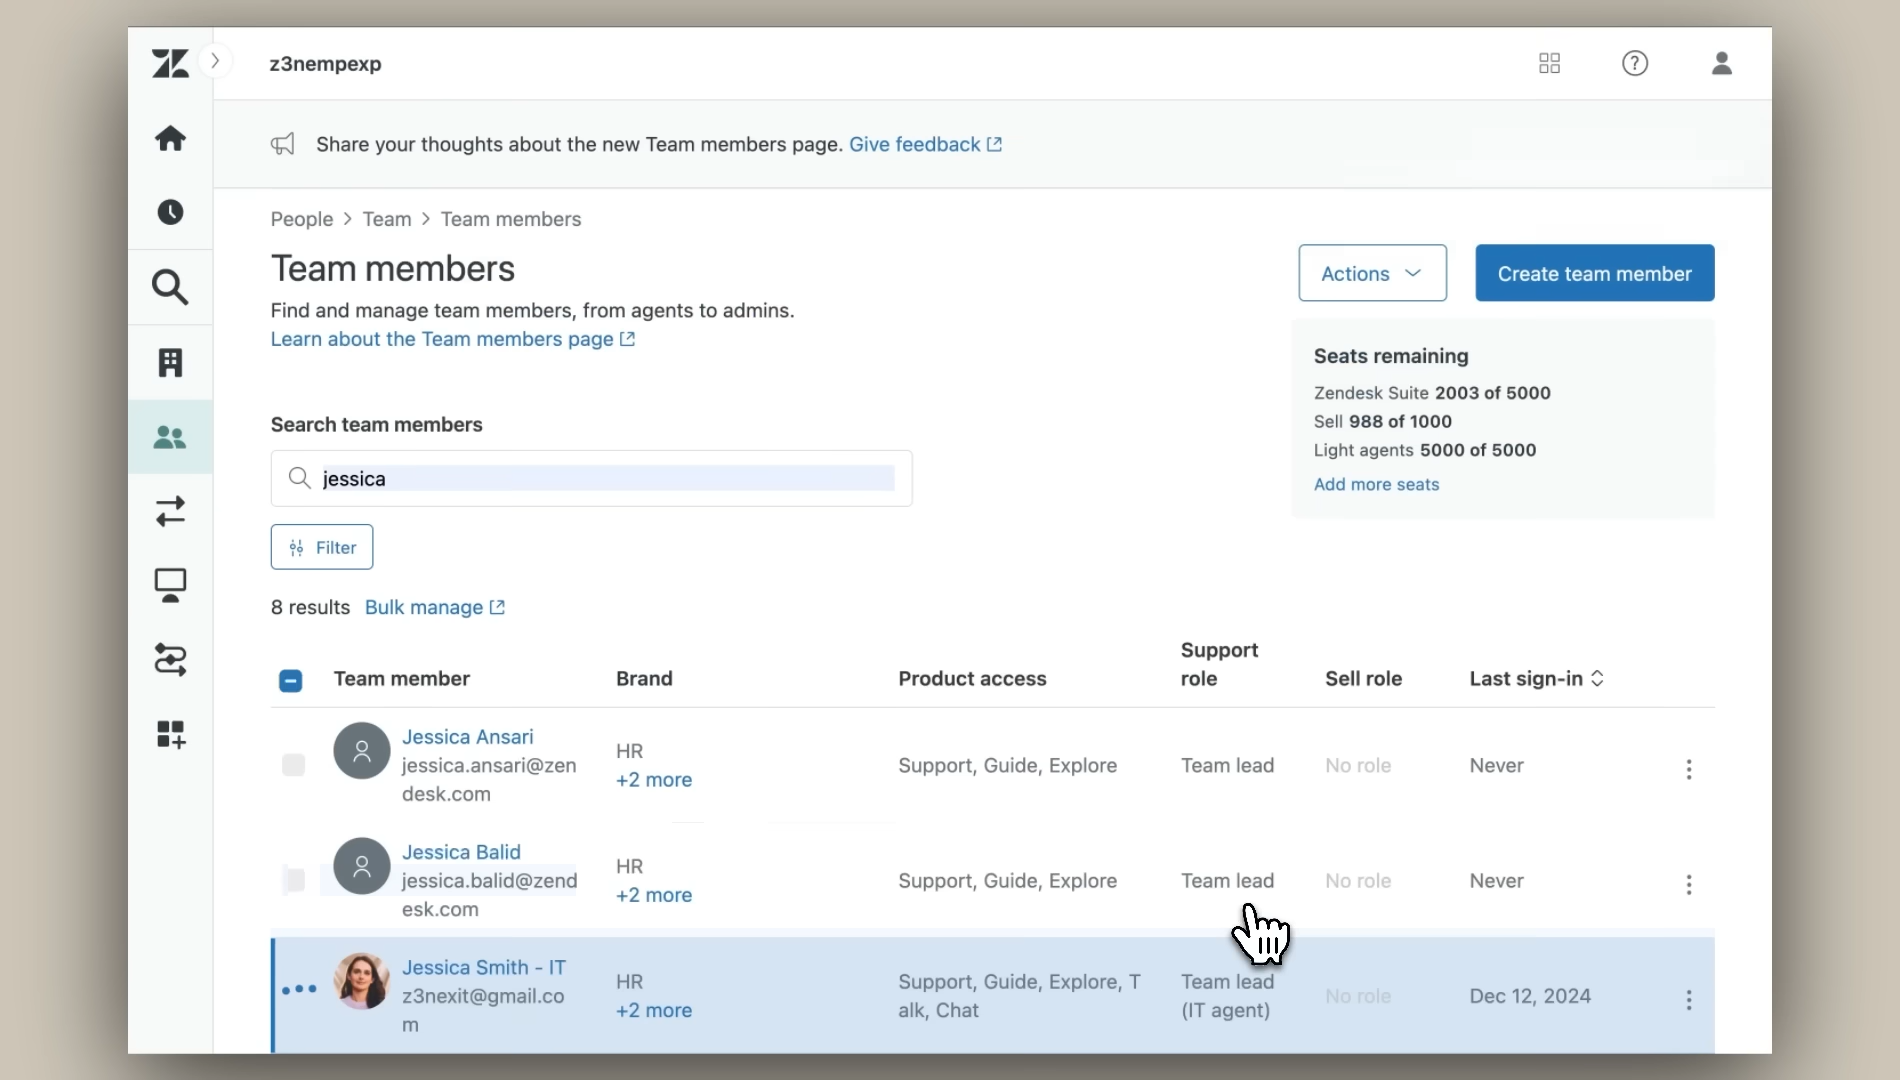 z3nempexp
Share your thoughts about the new Team members page. Give feedback
People > Team > Team members
Team members
Find and manage team members, from agents to admins.
Learn about the Team members page
Actions
Create team member
Seats remaining
Zendesk Suite 2003 of 5000
Sell 988 of 1000
Light agents 5000 of 5000
Add more seats
Search team members
jessica
Filter
8 results Bulk manage
Team member Brand Product access Support role Sell role Last sign-in
Jessica Ansari
jessica.ansari@zen
desk.com
HR
+2 more
Support, Guide, Explore
Team lead
No role
Never
Jessica Balid
jessica.balid@zend
esk.com
HR
+2 more
Support, Guide, Explore
Team lead
No role
Never
Jessica Smith - IT
z3nexit@gmail.co
m
HR
+2 more
Support, Guide, Explore, T
alk, Chat
Team lead
(IT agent)
No role
Dec 12, 2024